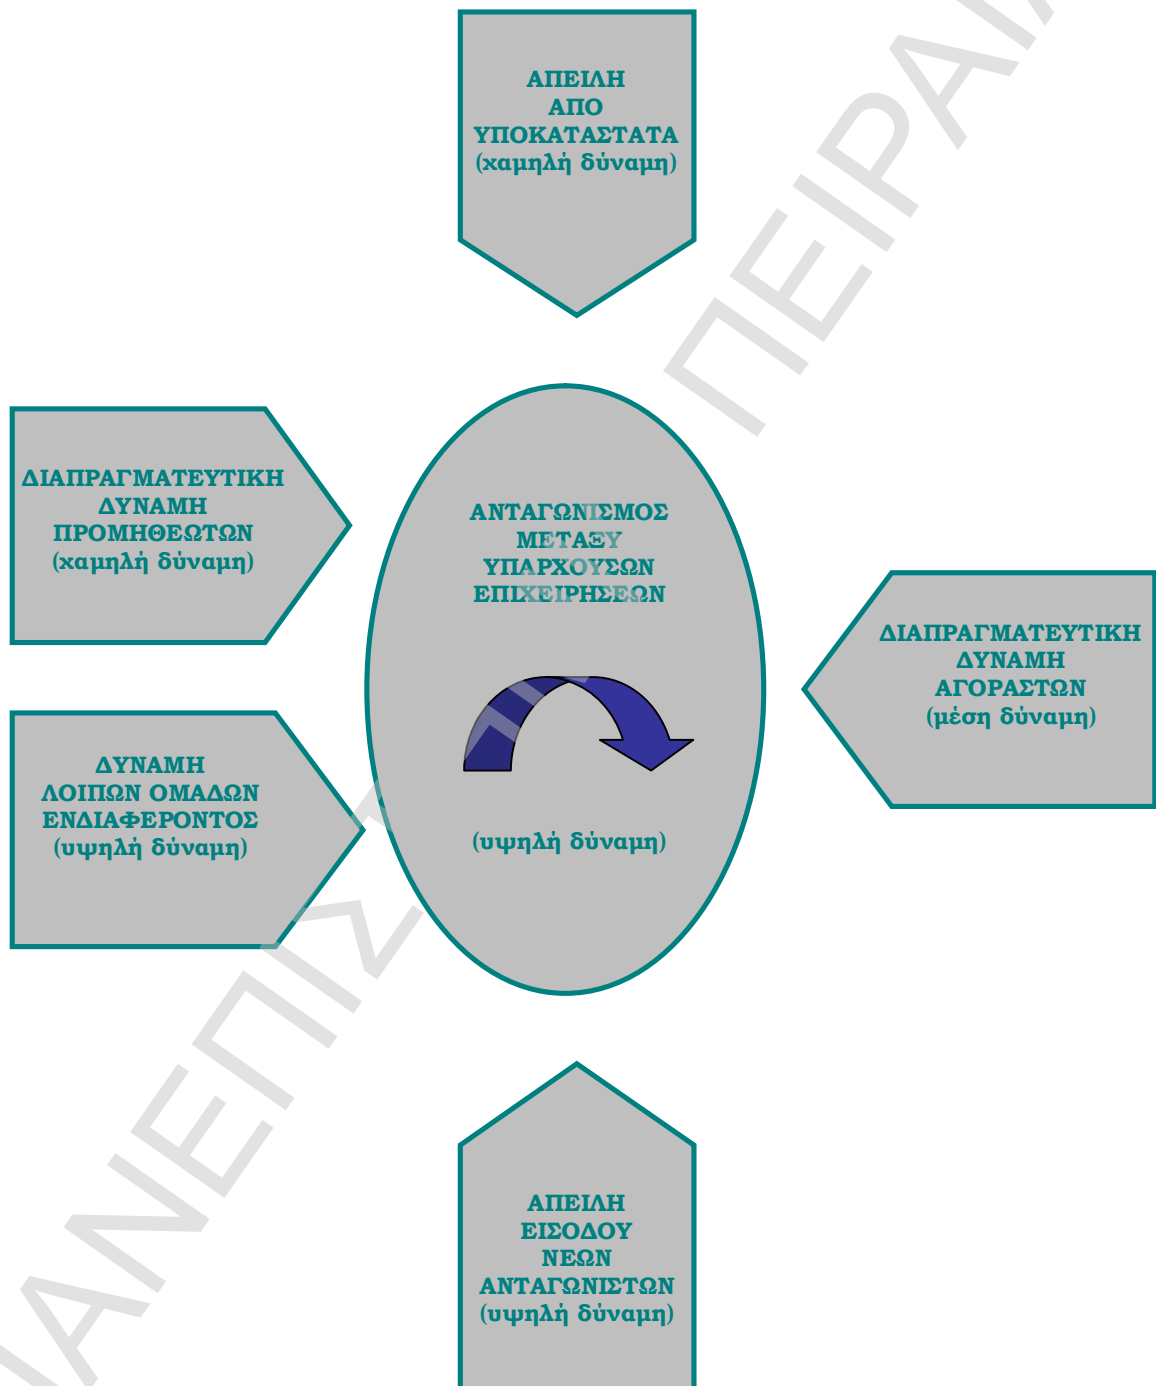 ΑΠΕΙΛΗ
ΑΠΟ
ΥΠΟΚΑΤΑΣΤΑΤΑ
(χαμηλή δύναμη)
ΔΙΑΠΡΑΓΜΑΤΕΥΤΙΚΗ
ΔΥΝΑΜΗ
ΠΡΟΜΗΘΕΩΤΩΝ
(χαμηλή δύναμη)
ΑΝΤΑΓΩΝΙΣΜΟΣ
ΜΕΤΑΞΥ
ΥΠΑΡΧΟΥΣΩΝ
ΕΠΙΧΕΙΡΗΣΕΩΝ
(υψηλή δύναμη)
ΔΙΑΠΡΑΓΜΑΤΕΥΤΙΚΗ
ΔΥΝΑΜΗ
ΑΓΟΡΑΣΤΩΝ
(μέση δύναμη)
ΔΥΝΑΜΗ
ΛΟΙΠΩΝ ΟΜΑΔΩΝ
ΕΝΔΙΑΦΕΡΟΝΤΟΣ
(υψηλή δύναμη)
ΑΠΕΙΛΗ
ΕΙΣΟΔΟΥ
ΝΕΩΝ
ΑΝΤΑΓΩΝΙΣΤΩΝ
(υψηλή δύναμη)